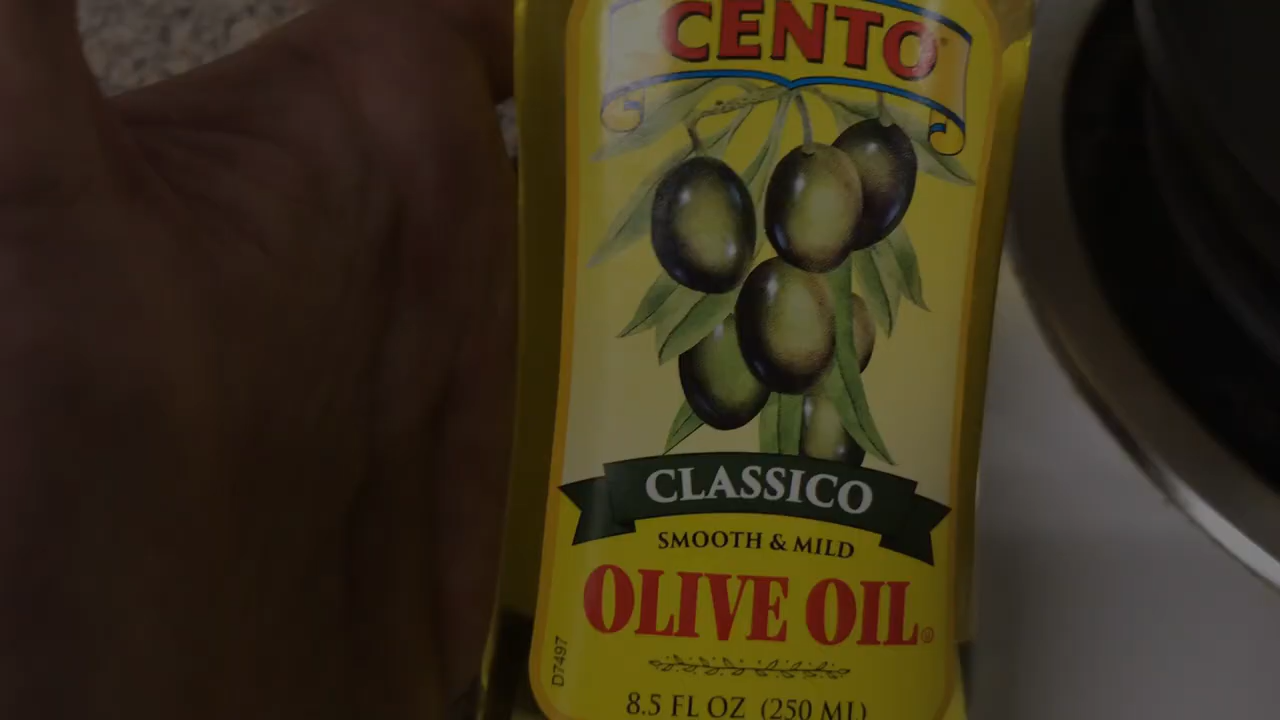 CENTO
CLASSICO
SMOOTH & MILD
OLIVE OIL®
D7497
8.5 FL OZ (250 ML)